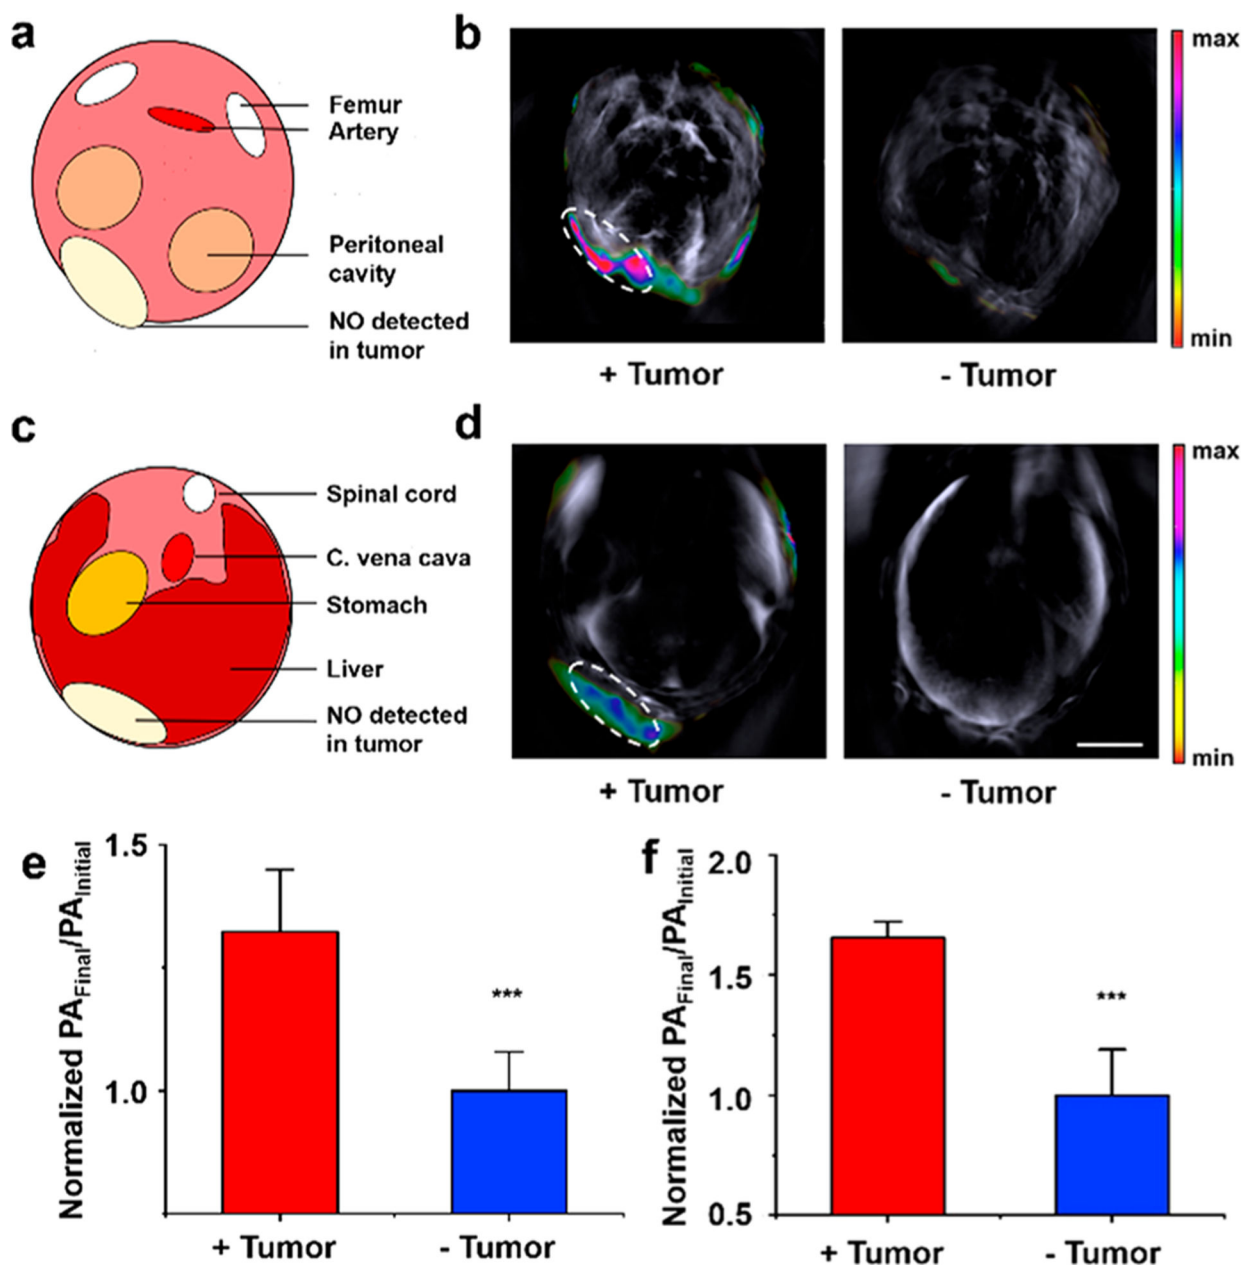 a
Femur
Artery
Peritoneal
cavity
NO detected
in tumor
b
max
min
+ Tumor
- Tumor
c
Spinal cord
C. vena cava
Stomach
Liver
NO detected
in tumor
d
max
min
+ Tumor
- Tumor
e
Normalized PAFinal/PAInitial
1.5
1.0
***
+ Tumor
- Tumor
f
Normalized PAFinal/PAInitial
2.0
1.5
1.0
0.5
***
+ Tumor
- Tumor